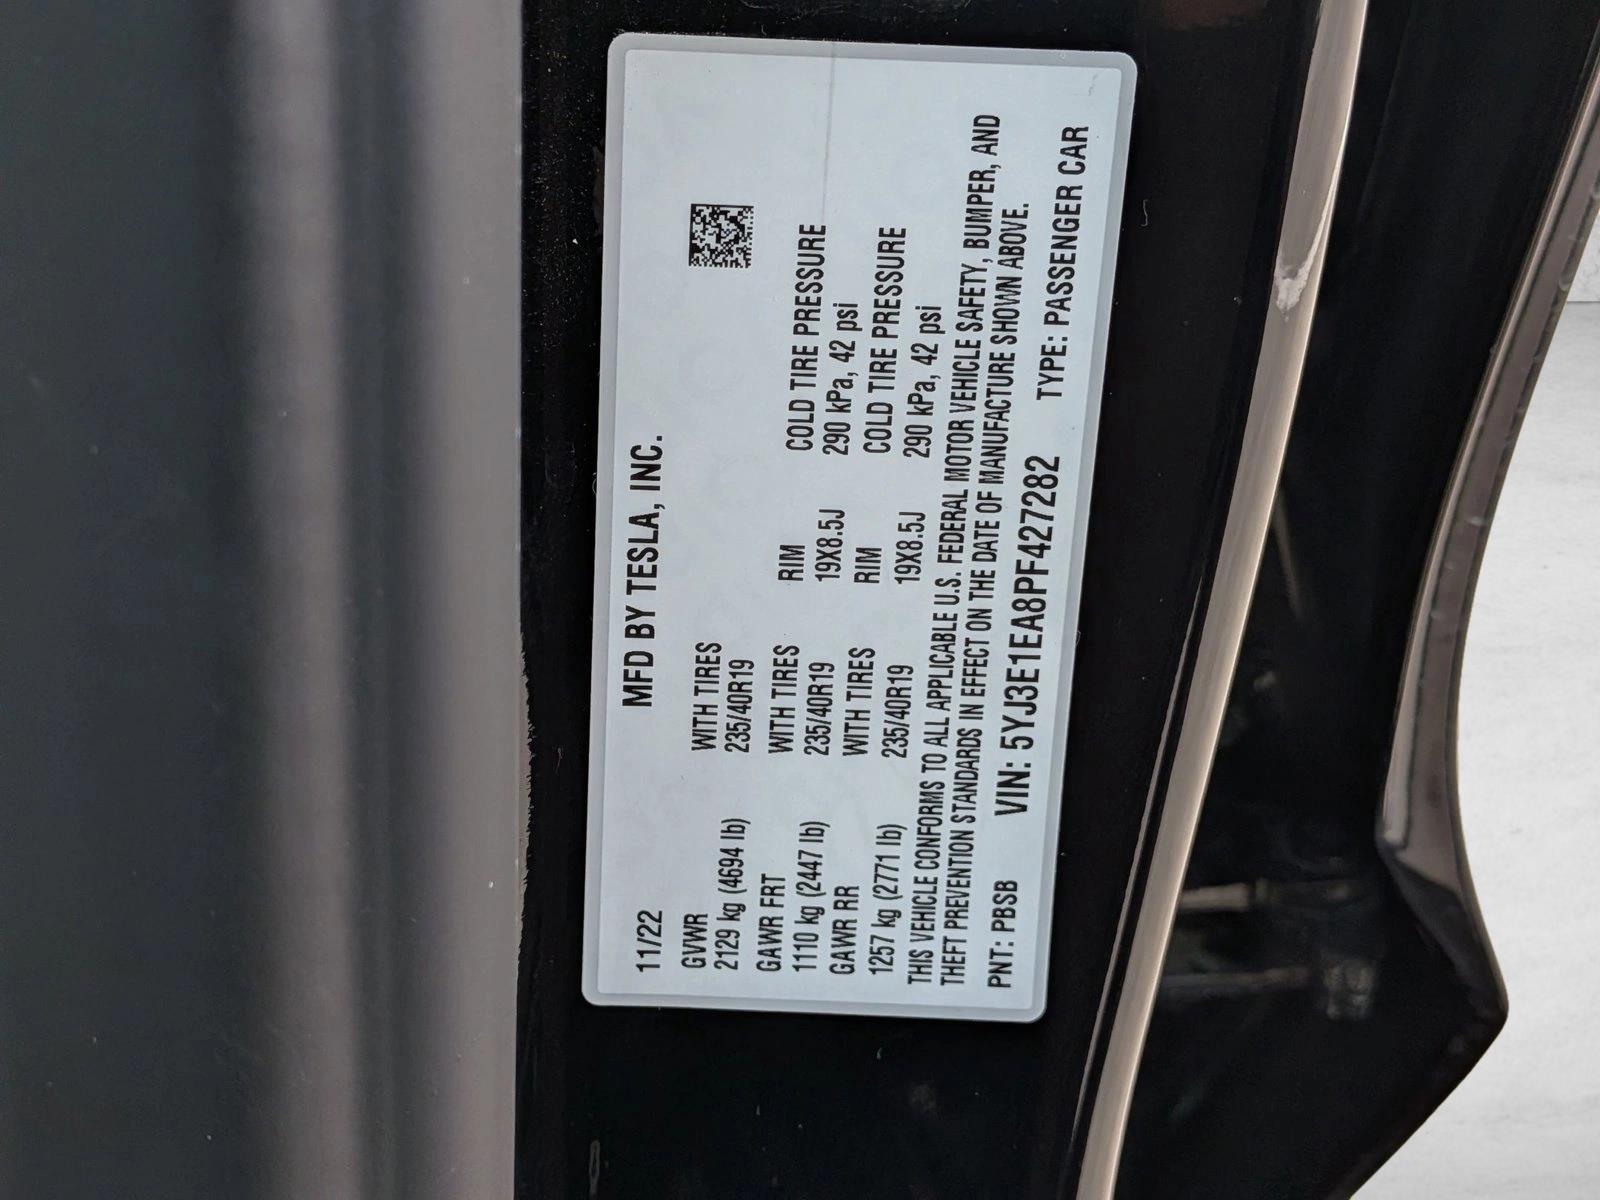 MFD BY TESLA, INC.
11/22
GVWR WITH TIRES
2129 kg (4694 lb) 235/40R19
GAWR FRT WITH TIRES RIM COLD TIRE PRESSURE
1110 kg (2447 lb) 235/40R19 19X8.5J 290 kPa, 42 psi
GAWR RR WITH TIRES RIM COLD TIRE PRESSURE
1257 kg (2771 lb) 235/40R19 19X8.5J 290 kPa, 42 psi
THIS VEHICLE CONFORMS TO ALL APPLICABLE U.S. FEDERAL MOTOR VEHICLE SAFETY, BUMPER, AND
THEFT PREVENTION STANDARDS IN EFFECT ON THE DATE OF MANUFACTURE SHOWN ABOVE.
PNT: PBSB VIN: 5YJ3E1EA8PF427282 TYPE: PASSENGER CAR